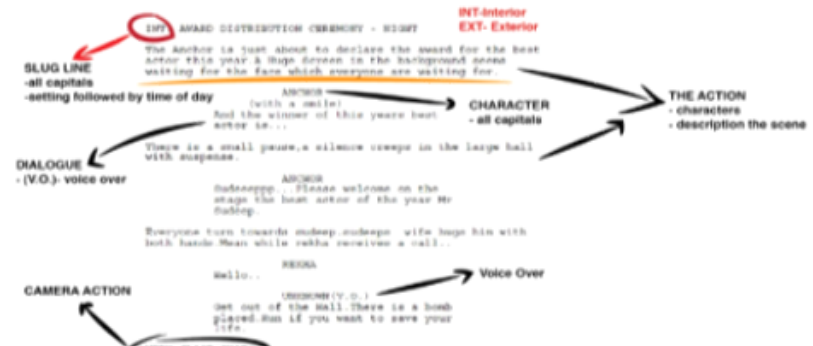 INT-Interior
EXT- Exterior
INT. AWARD DISTRIBUTION CEREMONY - NIGHT
The Anchor is just about to declare the award for the best
actor this year A Huge Screen in the background seems
waiting for the face which everyone are waiting for.
SLUG LINE
-all capitals
-setting followed by time of day
ANCHOR
(with a smile)
And the winner of this years best
actor is...
CHARACTER
- all capitals
THE ACTION
- characters
- description the scene
There is a small pause,a silence creeps in the large hall
with suspense.
DIALOGUE
- (V.O.)- voice over
ANCHOR
Sudeeeppp...Please welcome on the
stage the best actor of the year Mr
Sudeep.
Everyone turn towards sudeep.sudeeps wife hugs him with
both hands.Mean while rekha receives a call..
REKHA
Hello..
Voice Over
CAMERA ACTION
UNKNOWN(V.O.)
Get out of the Hall.There is a bomb
placed.Run if you want to save your
life.